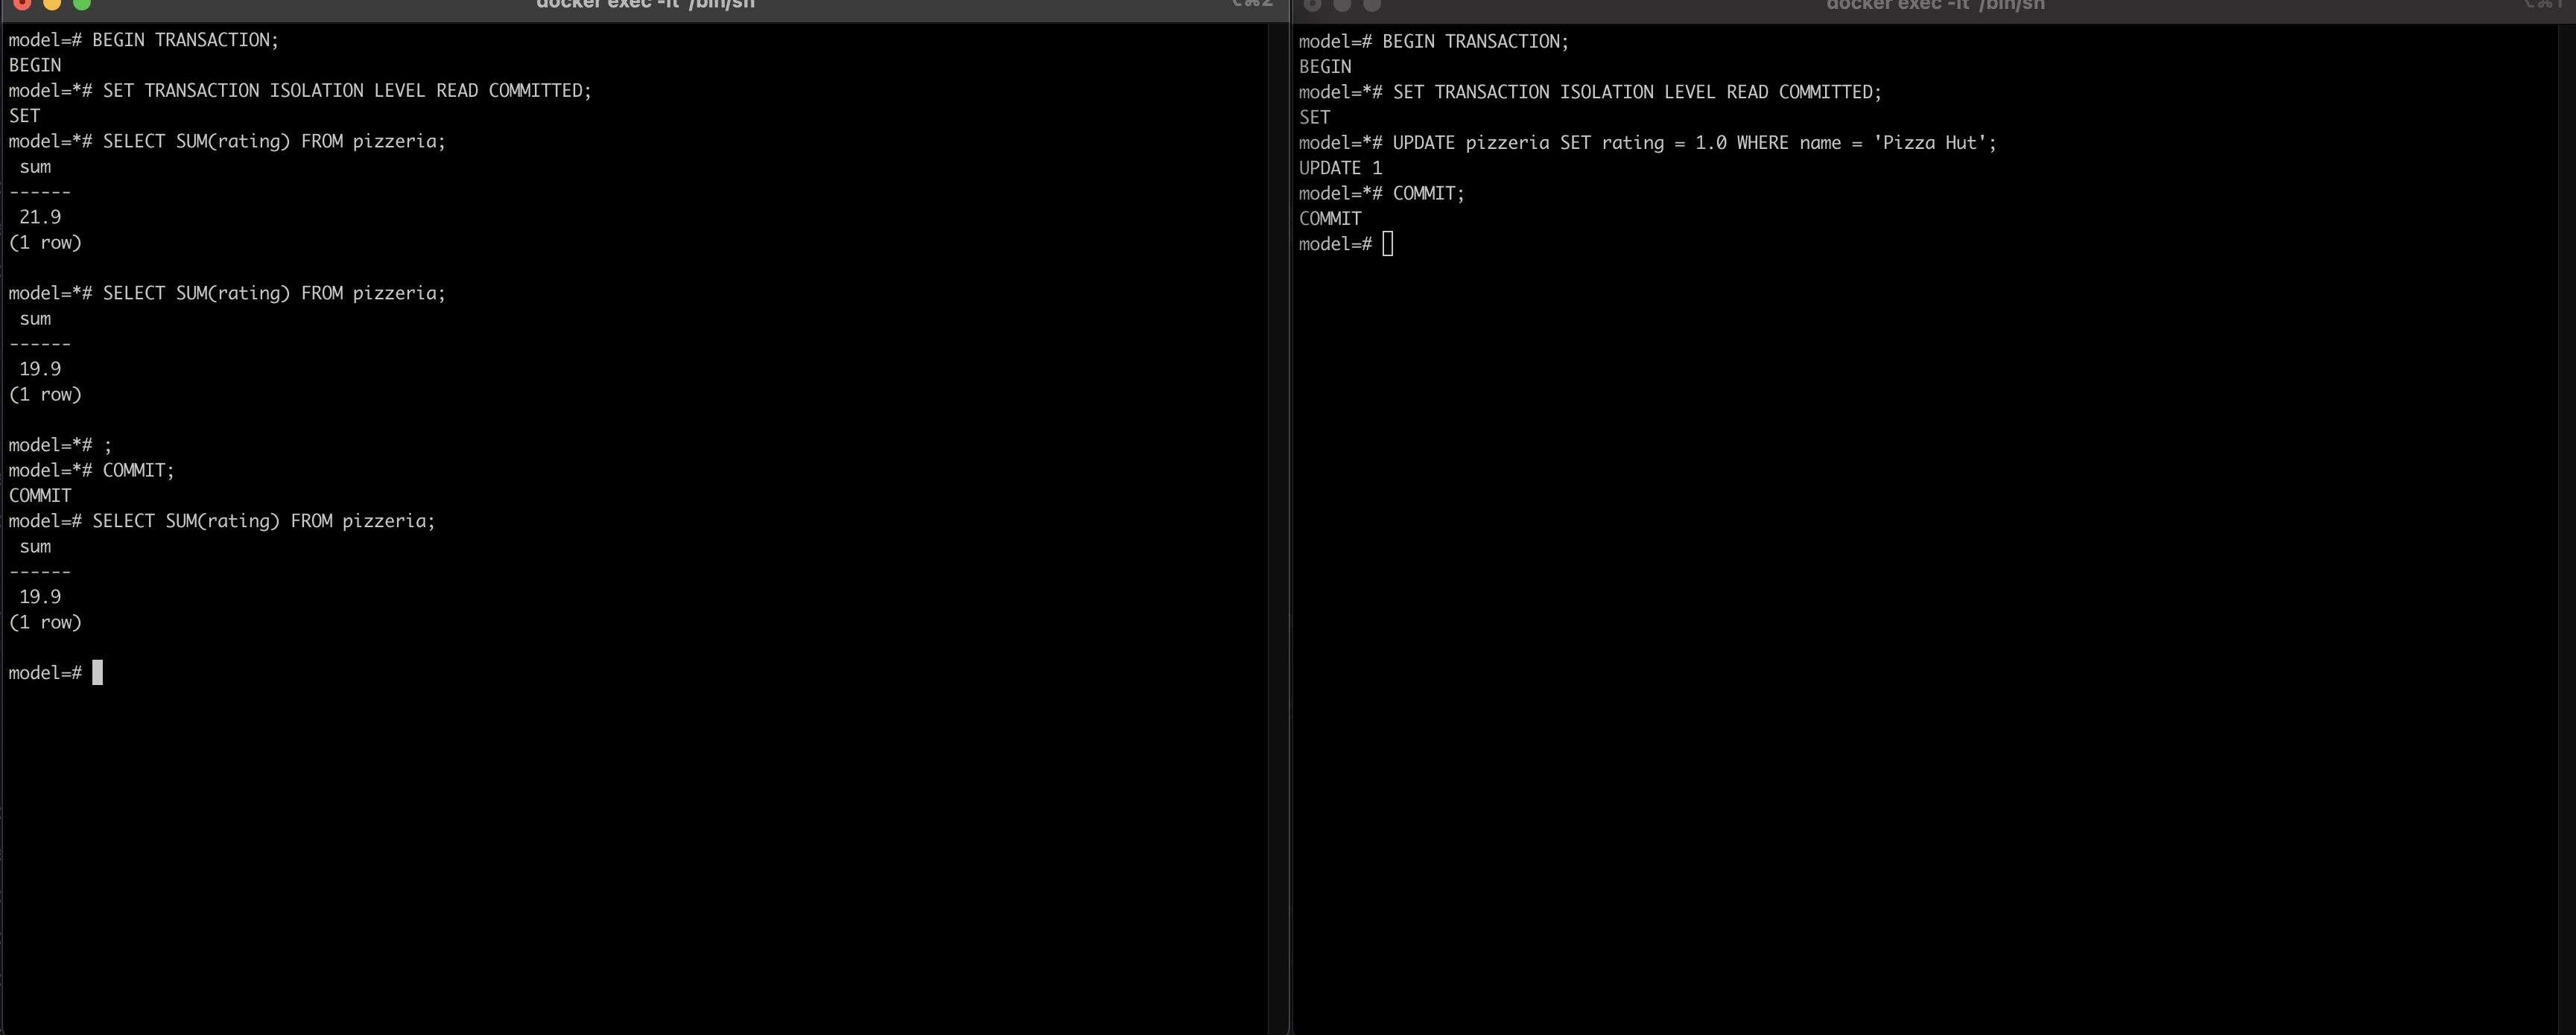 docker exec -it  /bin/sh
model=# BEGIN TRANSACTION;
BEGIN
model=*# SET TRANSACTION ISOLATION LEVEL READ COMMITTED;
SET
model=*# SELECT SUM(rating) FROM pizzeria;
 sum
------
 21.9
(1 row)

model=*# SELECT SUM(rating) FROM pizzeria;
 sum
------
 19.9
(1 row)

model=*# ;
model=*# COMMIT;
COMMIT
model=# SELECT SUM(rating) FROM pizzeria;
 sum
------
 19.9
(1 row)

model=#
docker exec -it  /bin/sh
model=# BEGIN TRANSACTION;
BEGIN
model=*# SET TRANSACTION ISOLATION LEVEL READ COMMITTED;
SET
model=*# UPDATE pizzeria SET rating = 1.0 WHERE name = 'Pizza Hut';
UPDATE 1
model=*# COMMIT;
COMMIT
model=#